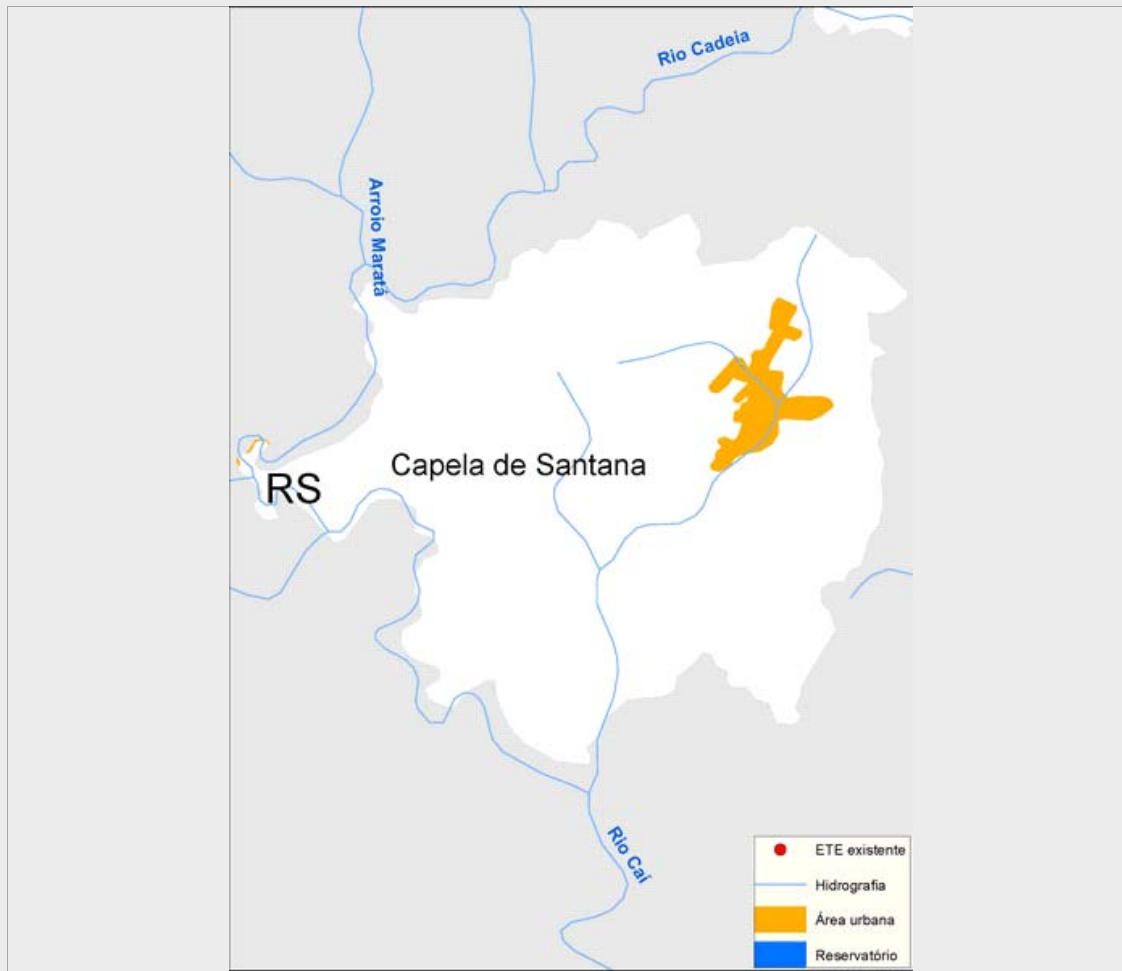 Rio Cadeia
Arroio Maratá
Capela de Santana
RS
Rio Caí
ETE existente
Hidrografia
Área urbana
Reservatório